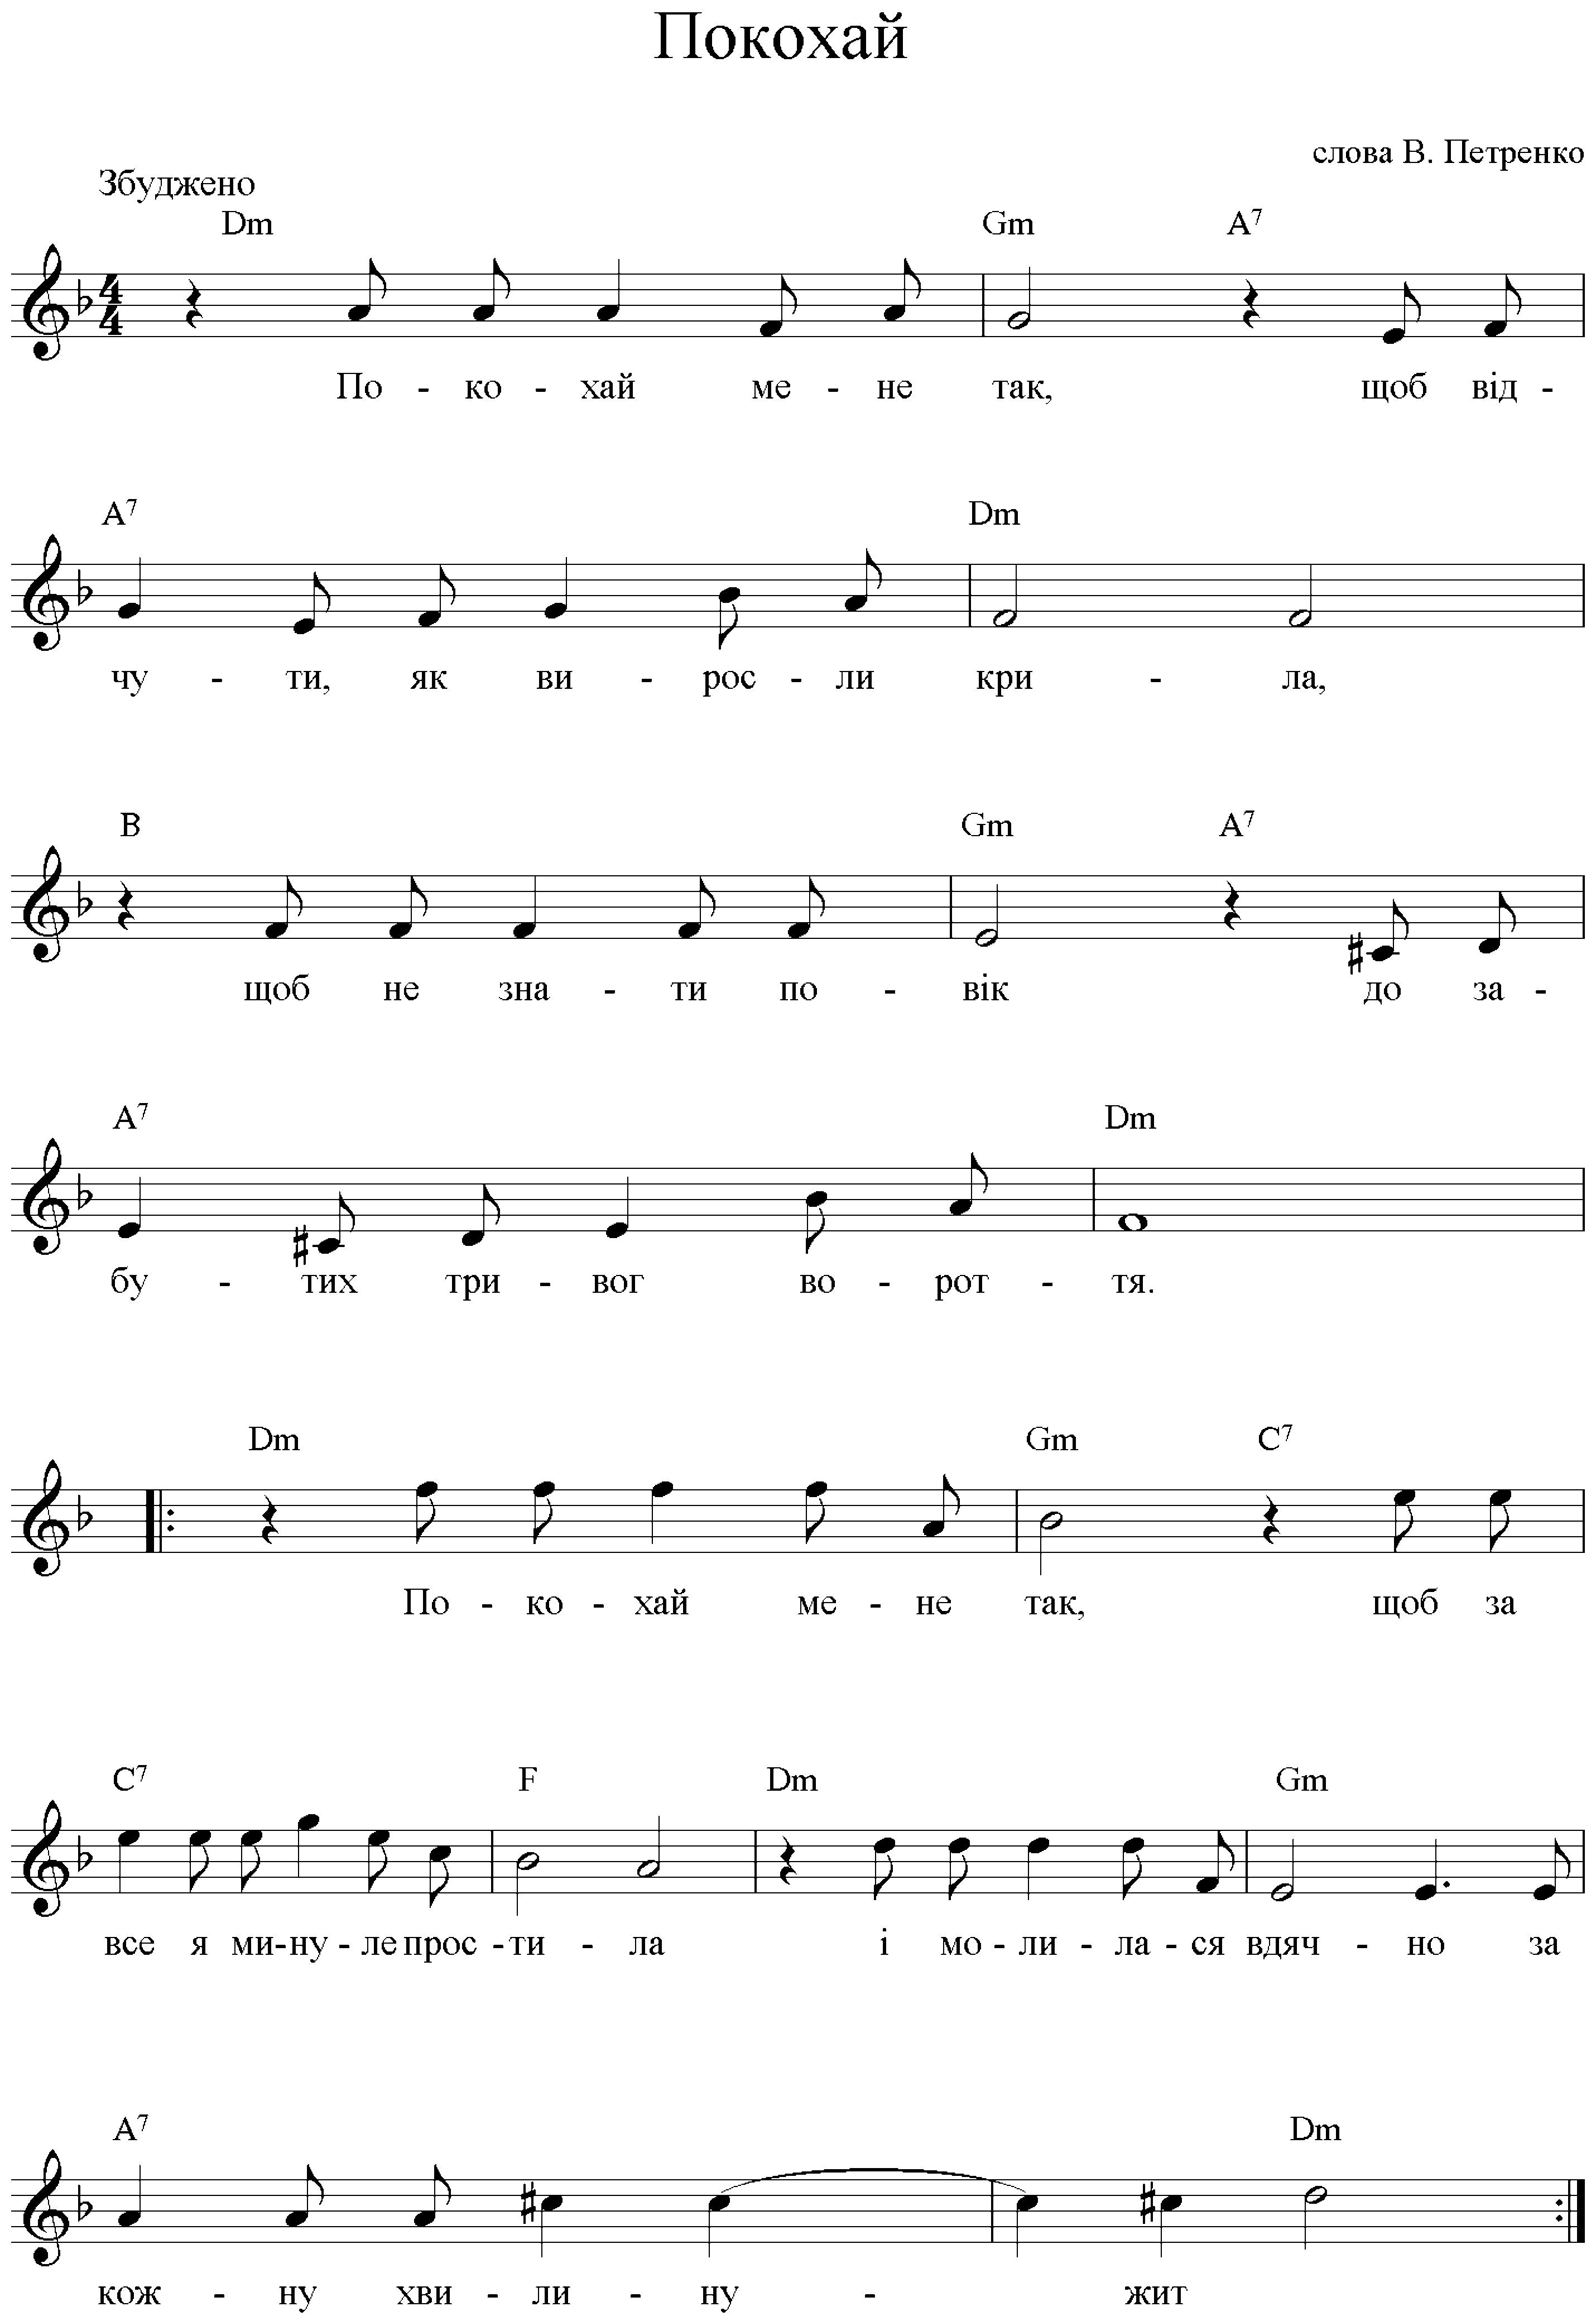 Покохай
слова В. Петренко
Збуджено
Dm Gm A7
По - ко - хай ме - не так, щоб від -
A7 Dm
чу - ти, як ви - рос - ли кри - ла,
B Gm A7
щоб не зна - ти по - вік до за -
A7 Dm
бу - тих три - вог во - рот - тя.
Dm Gm C7
По - ко - хай ме - не так, щоб за
C7 F Dm Gm
все я ми - ну - ле прос - ти - ла і мо - ли - ла - ся вдяч - но за
A7 Dm
кож - ну хви - ли - ну - жит